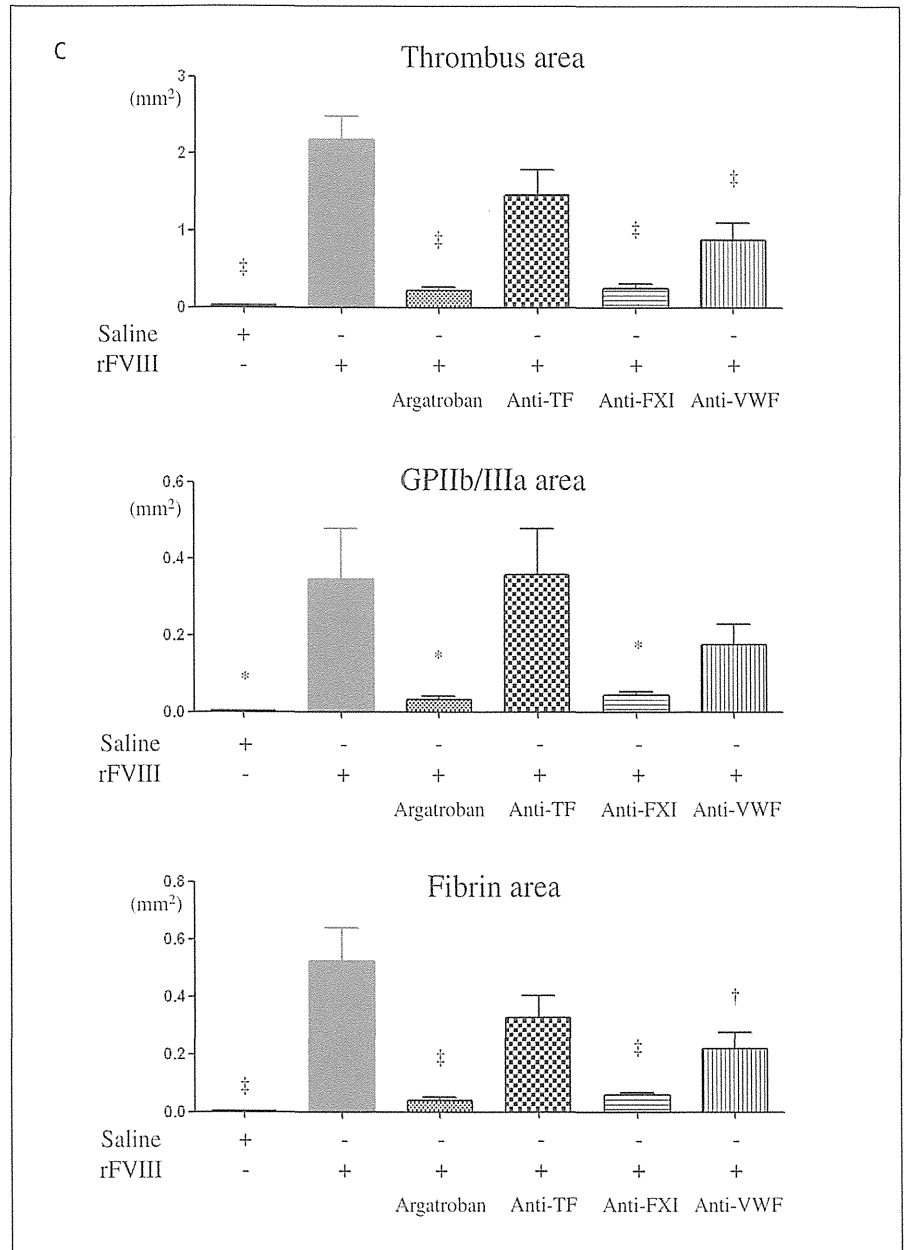 C
Thrombus area
(mm²)
3
2
1
0
‡ ‡ ‡ ‡
Saline + - - - - -
rFVIII - + + + + +
Argatroban Anti-TF Anti-FXI Anti-VWF
GPIIb/IIIa area
(mm²)
0.6
0.4
0.2
0.0
* * *
Saline + - - - - -
rFVIII - + + + + +
Argatroban Anti-TF Anti-FXI Anti-VWF
Fibrin area
(mm²)
0.8
0.6
0.4
0.2
0.0
‡ ‡ ‡ †
Saline + - - - - -
rFVIII - + + + + +
Argatroban Anti-TF Anti-FXI Anti-VWF